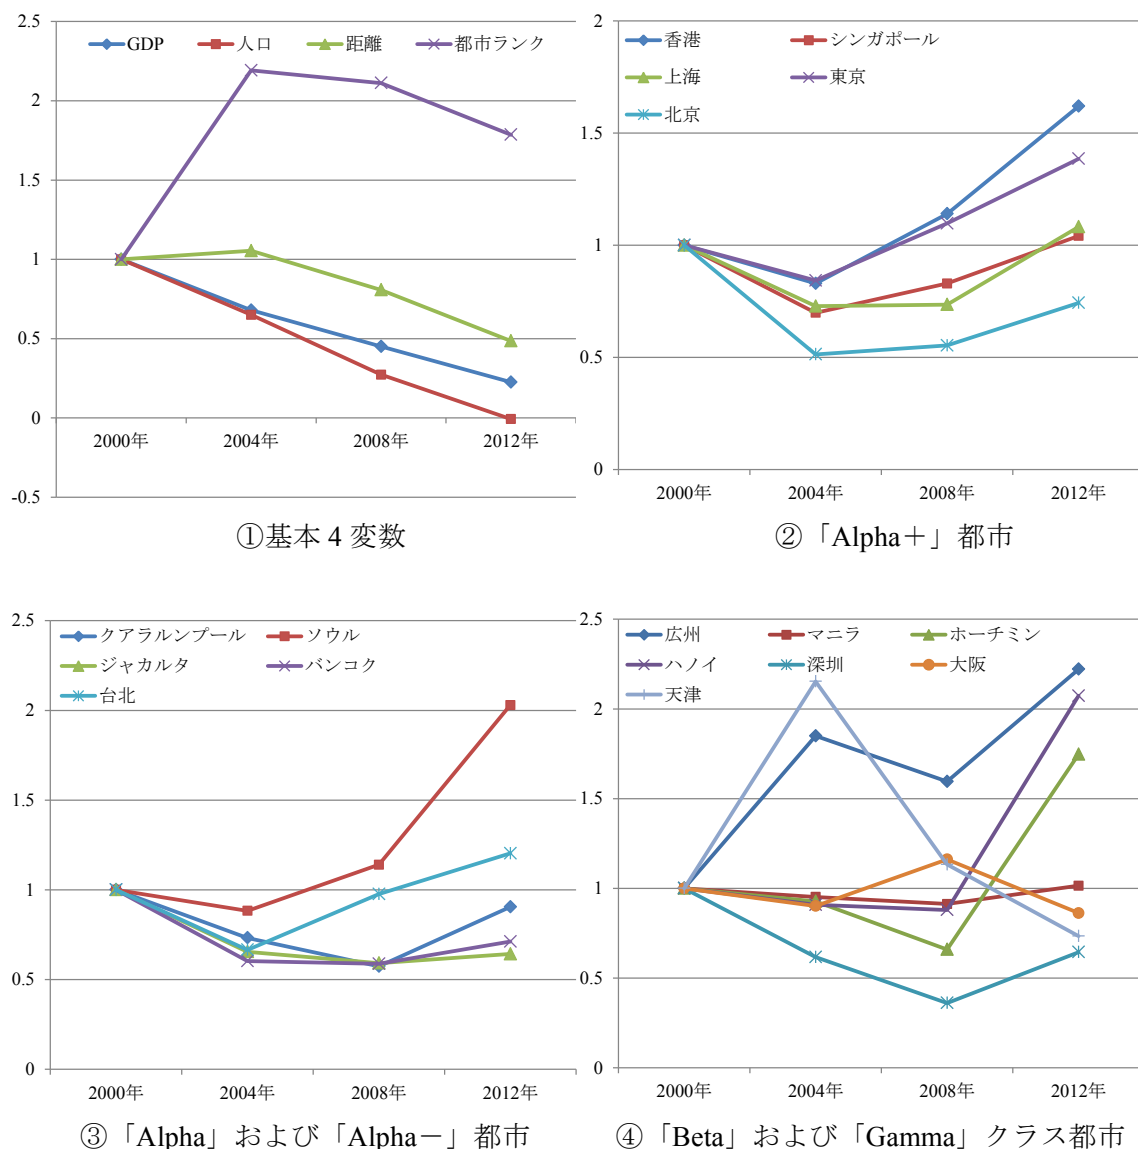 2.5
GDP 人口 距離 都市ランク
2
1.5
1
0.5
0
-0.5
2000年 2004年 2008年 2012年
①基本 4 変数
2
香港 シンガポール
上海 東京
北京
1.5
1
0.5
0
2000年 2004年 2008年 2012年
②「Alpha＋」都市
2.5
クアラルンプール ソウル
ジャカルタ バンコク
台北
2
1.5
1
0.5
0
2000年 2004年 2008年 2012年
③「Alpha」および「Alpha－」都市
2.5
広州 マニラ ホーチミン
ハノイ 深圳 大阪
天津
2
1.5
1
0.5
0
2000年 2004年 2008年 2012年
④「Beta」および「Gamma」クラス都市